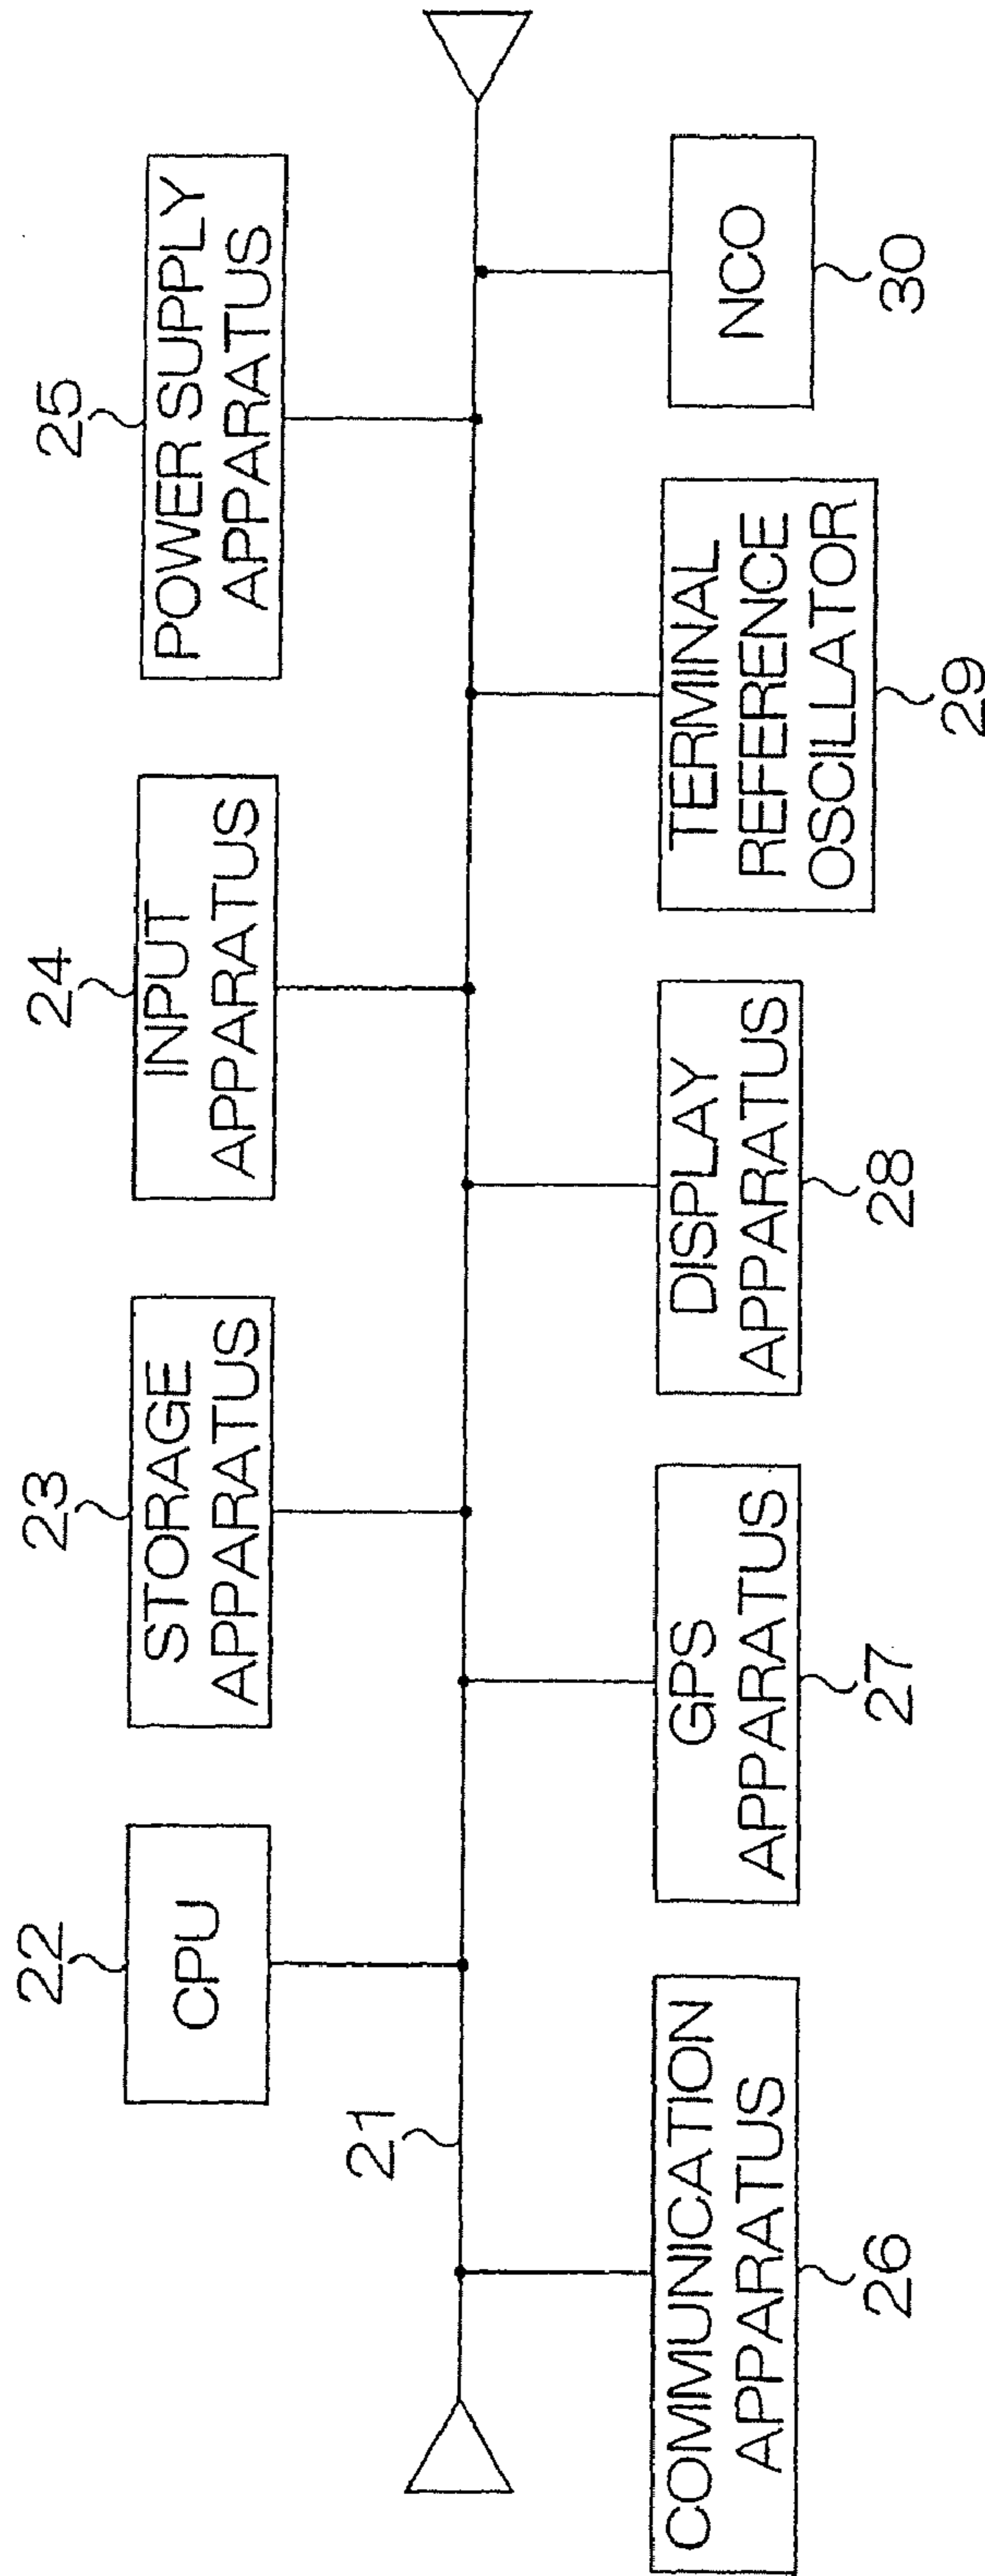 22
CPU
23
STORAGE
APPARATUS
24
INPUT
APPARATUS
25
POWER SUPPLY
APPARATUS
21
COMMUNICATION
APPARATUS
26
GPS
APPARATUS
27
DISPLAY
APPARATUS
28
TERMINAL
REFERENCE
OSCILLATOR
29
NCO
30